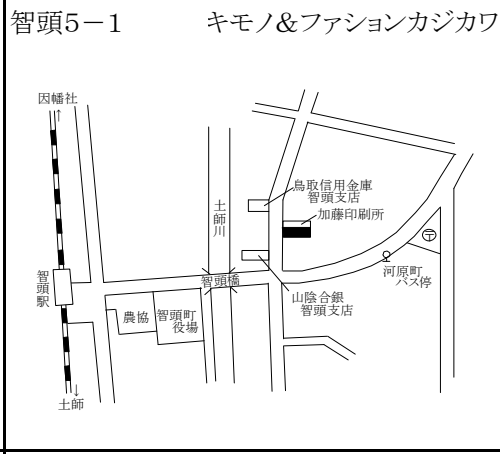 智頭5－1　キモノ&ファッションカジカワ
因幡社
↑
鳥取信用金庫
智頭支店
加藤印刷所
土師川
〒
河原町
バス停
智頭橋
智頭駅
山陰合銀
智頭支店
農協
智頭町
役場
↓
土師